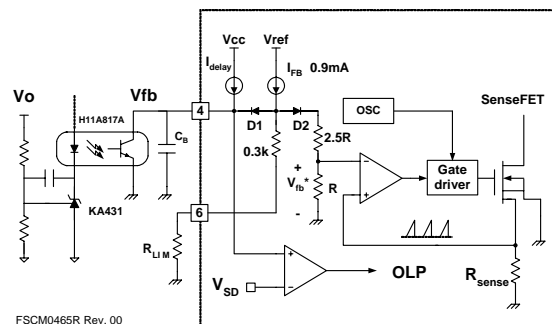 Vcc Vref
Idelay IFB 0.9mA
Vo
H11A817A
Vfb
4
D1 D2
CB
0.3k
2.5R
OSC
SenseFET
+
Vfb*
-
R
-
+
Gate
driver
KA431
6
RLIM
+
-
VSD
OLP
Rsense
FSCM0465R Rev. 00